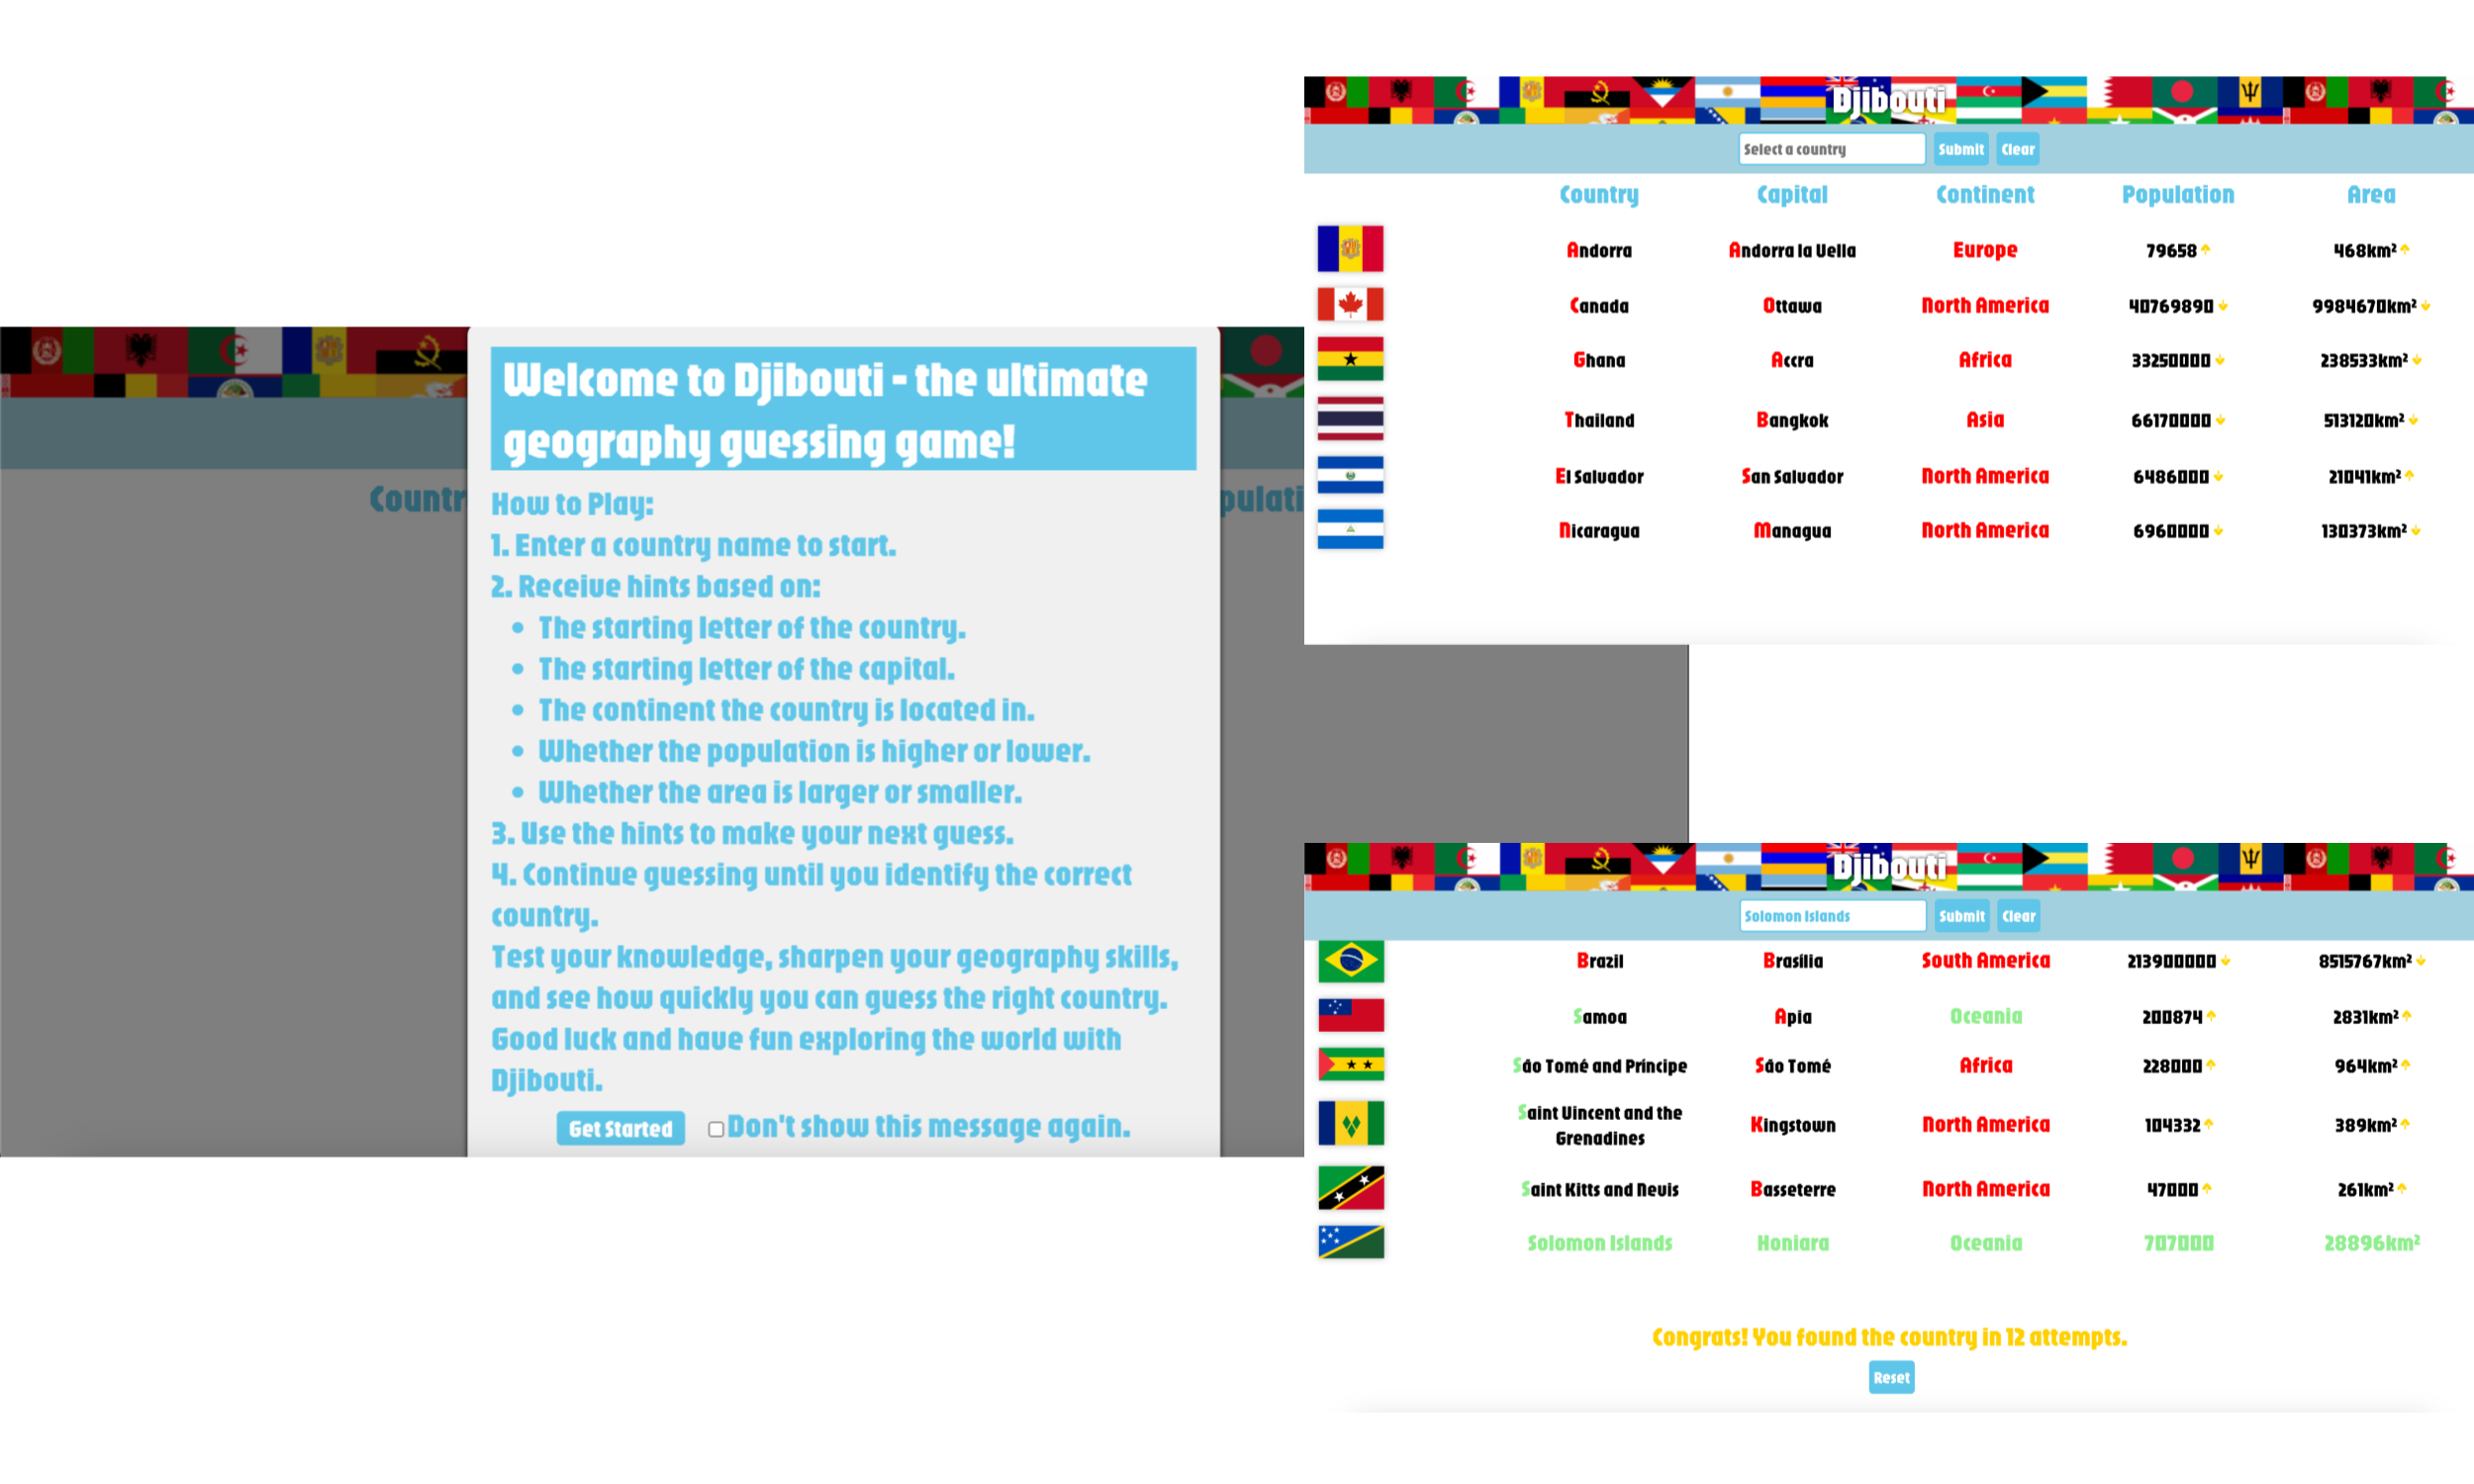 Countr
pulati
Welcome to Djibouti - the ultimate
geography guessing game!
How to Play:
1. Enter a country name to start.
2. Receive hints based on:
• The starting letter of the country.
• The starting letter of the capital.
• The continent the country is located in.
• Whether the population is higher or lower.
• Whether the area is larger or smaller.
3. Use the hints to make your next guess.
4. Continue guessing until you identify the correct
country.
Test your knowledge, sharpen your geography skills,
and see how quickly you can guess the right country.
Good luck and have fun exploring the world with
Djibouti.
Get Started Don't show this message again.
Djibouti
Select a country Submit Clear
Country Capital Continent Population Area
Andorra Andorra la Vella Europe 79658 468km²
Canada Ottawa North America 40769890 9984670km²
Ghana Accra Africa 33250000 238533km²
Thailand Bangkok Asia 66170000 513120km²
El Salvador San Salvador North America 6486000 21041km²
Nicaragua Managua North America 6960000 130373km²
Djibouti
Solomon Islands Submit Clear
Brazil Brasília South America 213900000 8515767km²
Samoa Apia Oceania 200874 2831km²
São Tomé and Príncipe São Tomé Africa 228000 964km²
Saint Vincent and the
Grenadines Kingstown North America 104332 389km²
Saint Kitts and Nevis Basseterre North America 47000 261km²
Solomon Islands Honiara Oceania 707000 28896km²
Congrats! You found the country in 12 attempts.
Reset